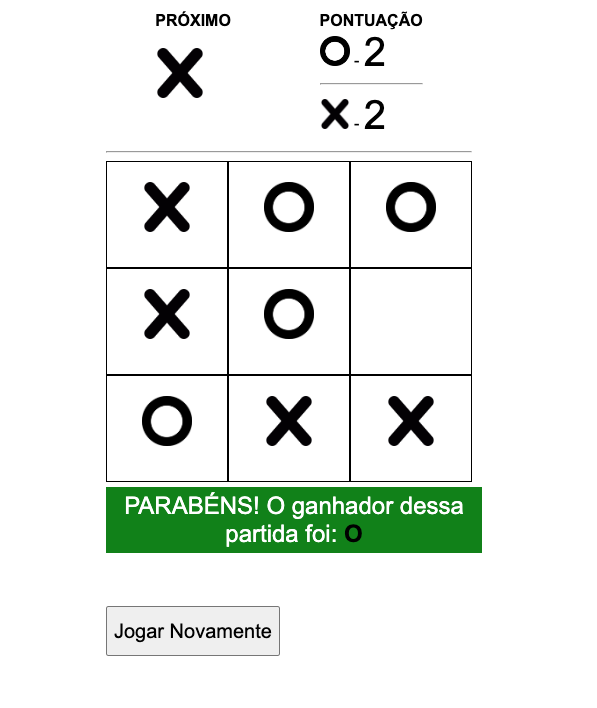 PRÓXIMO
PONTUAÇÃO
X
O - 2
X - 2
X O O
X O
O X X
PARABÉNS! O ganhador dessa
partida foi: O
Jogar Novamente